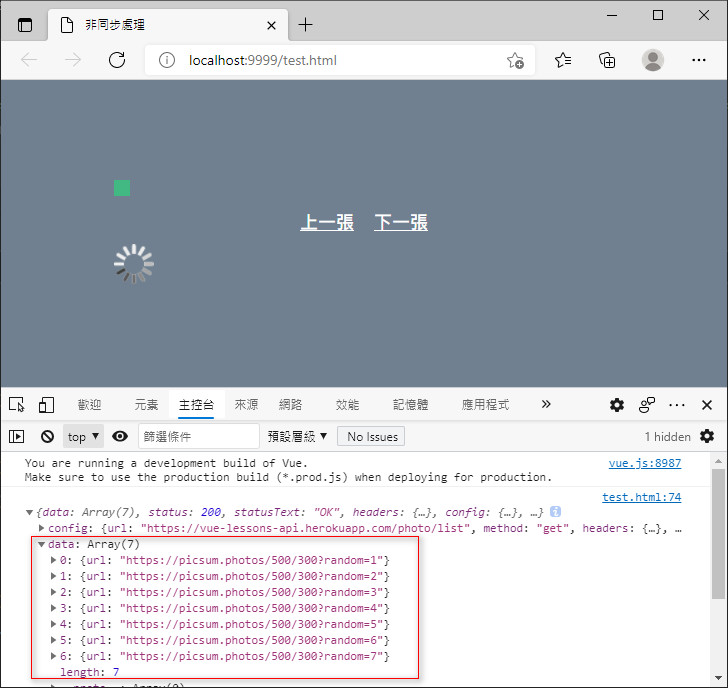 非同步處理
localhost:9999/test.html
上一張 下一張
歡迎 元素 主控台 來源 網路 效能 記憶體 應用程式
top ▼ 篩選條件 預設層級 ▼ No Issues 1 hidden
You are running a development build of Vue. vue.js:8987
Make sure to use the production build (*.prod.js) when deploying for production.
test.html:74
▼{data: Array(7), status: 200, statusText: "OK", headers: {…}, config: {…}, …}
▶config: {url: "https://vue-lessons-api.herokuapp.com/photo/list", method: "get", headers: {…}, …
▼data: Array(7)
▶0: {url: "https://picsum.photos/500/300?random=1"}
▶1: {url: "https://picsum.photos/500/300?random=2"}
▶2: {url: "https://picsum.photos/500/300?random=3"}
▶3: {url: "https://picsum.photos/500/300?random=4"}
▶4: {url: "https://picsum.photos/500/300?random=5"}
▶5: {url: "https://picsum.photos/500/300?random=6"}
▶6: {url: "https://picsum.photos/500/300?random=7"}
length: 7